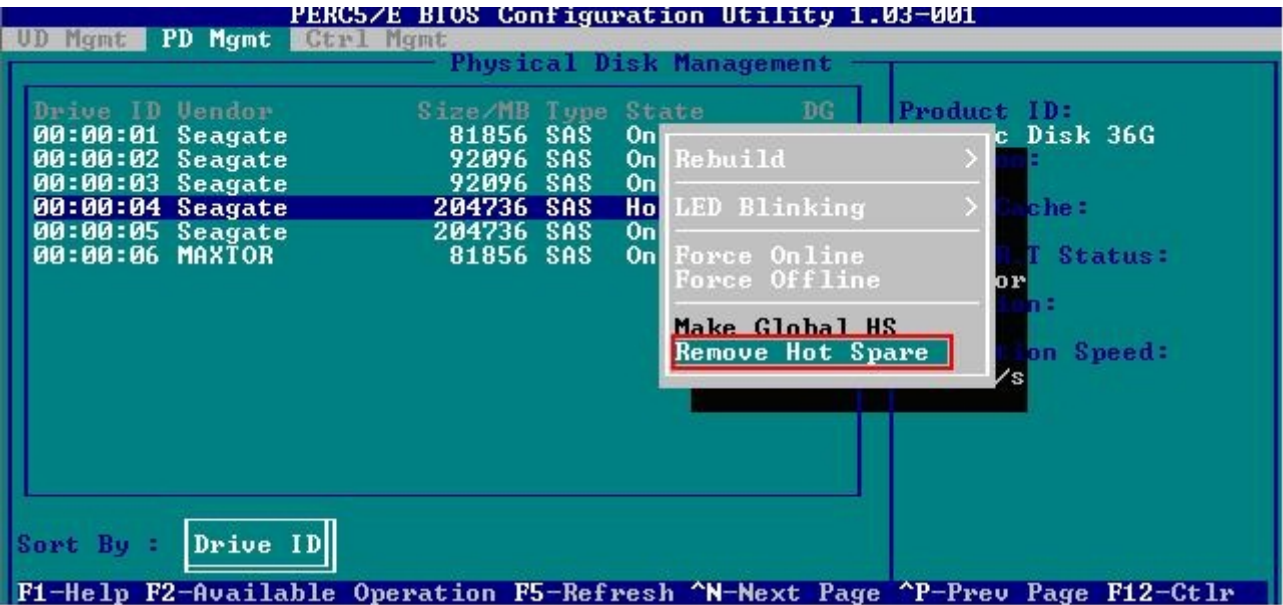 PERC5/E BIOS Configuration Utility 1.03-001
VD Mgmt PD Mgmt Ctrl Mgmt
Physical Disk Management
Drive ID Vendor Size/MB Type State DG
00:00:01 Seagate 81856 SAS On
00:00:02 Seagate 92096 SAS On
00:00:03 Seagate 92096 SAS On
00:00:04 Seagate 204736 SAS Ho
00:00:05 Seagate 204736 SAS On
00:00:06 MAXTOR 81856 SAS On
Rebuild >
LED Blinking >
Force Online
Force Offline
Make Global HS
Remove Hot Spare
Product ID:
c Disk 36G
:
che:
.T Status:
or
on:
ion Speed:
/s
Sort By : Drive ID
F1-Help F2-Available Operation F5-Refresh ^N-Next Page ^P-Prev Page F12-Ctlr